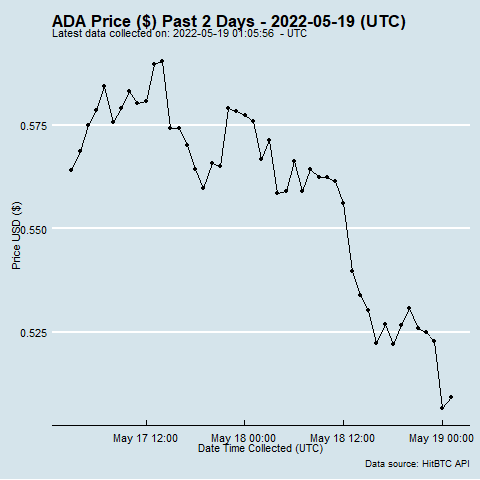 ADA Price ($) Past 2 Days - 2022-05-19 (UTC)
Latest data collected on: 2022-05-19 01:05:56 - UTC
Price USD ($)
0.575
0.550
0.525
May 17 12:00
May 18 00:00
May 18 12:00
May 19 00:00
Date Time Collected (UTC)
Data source: HitBTC API